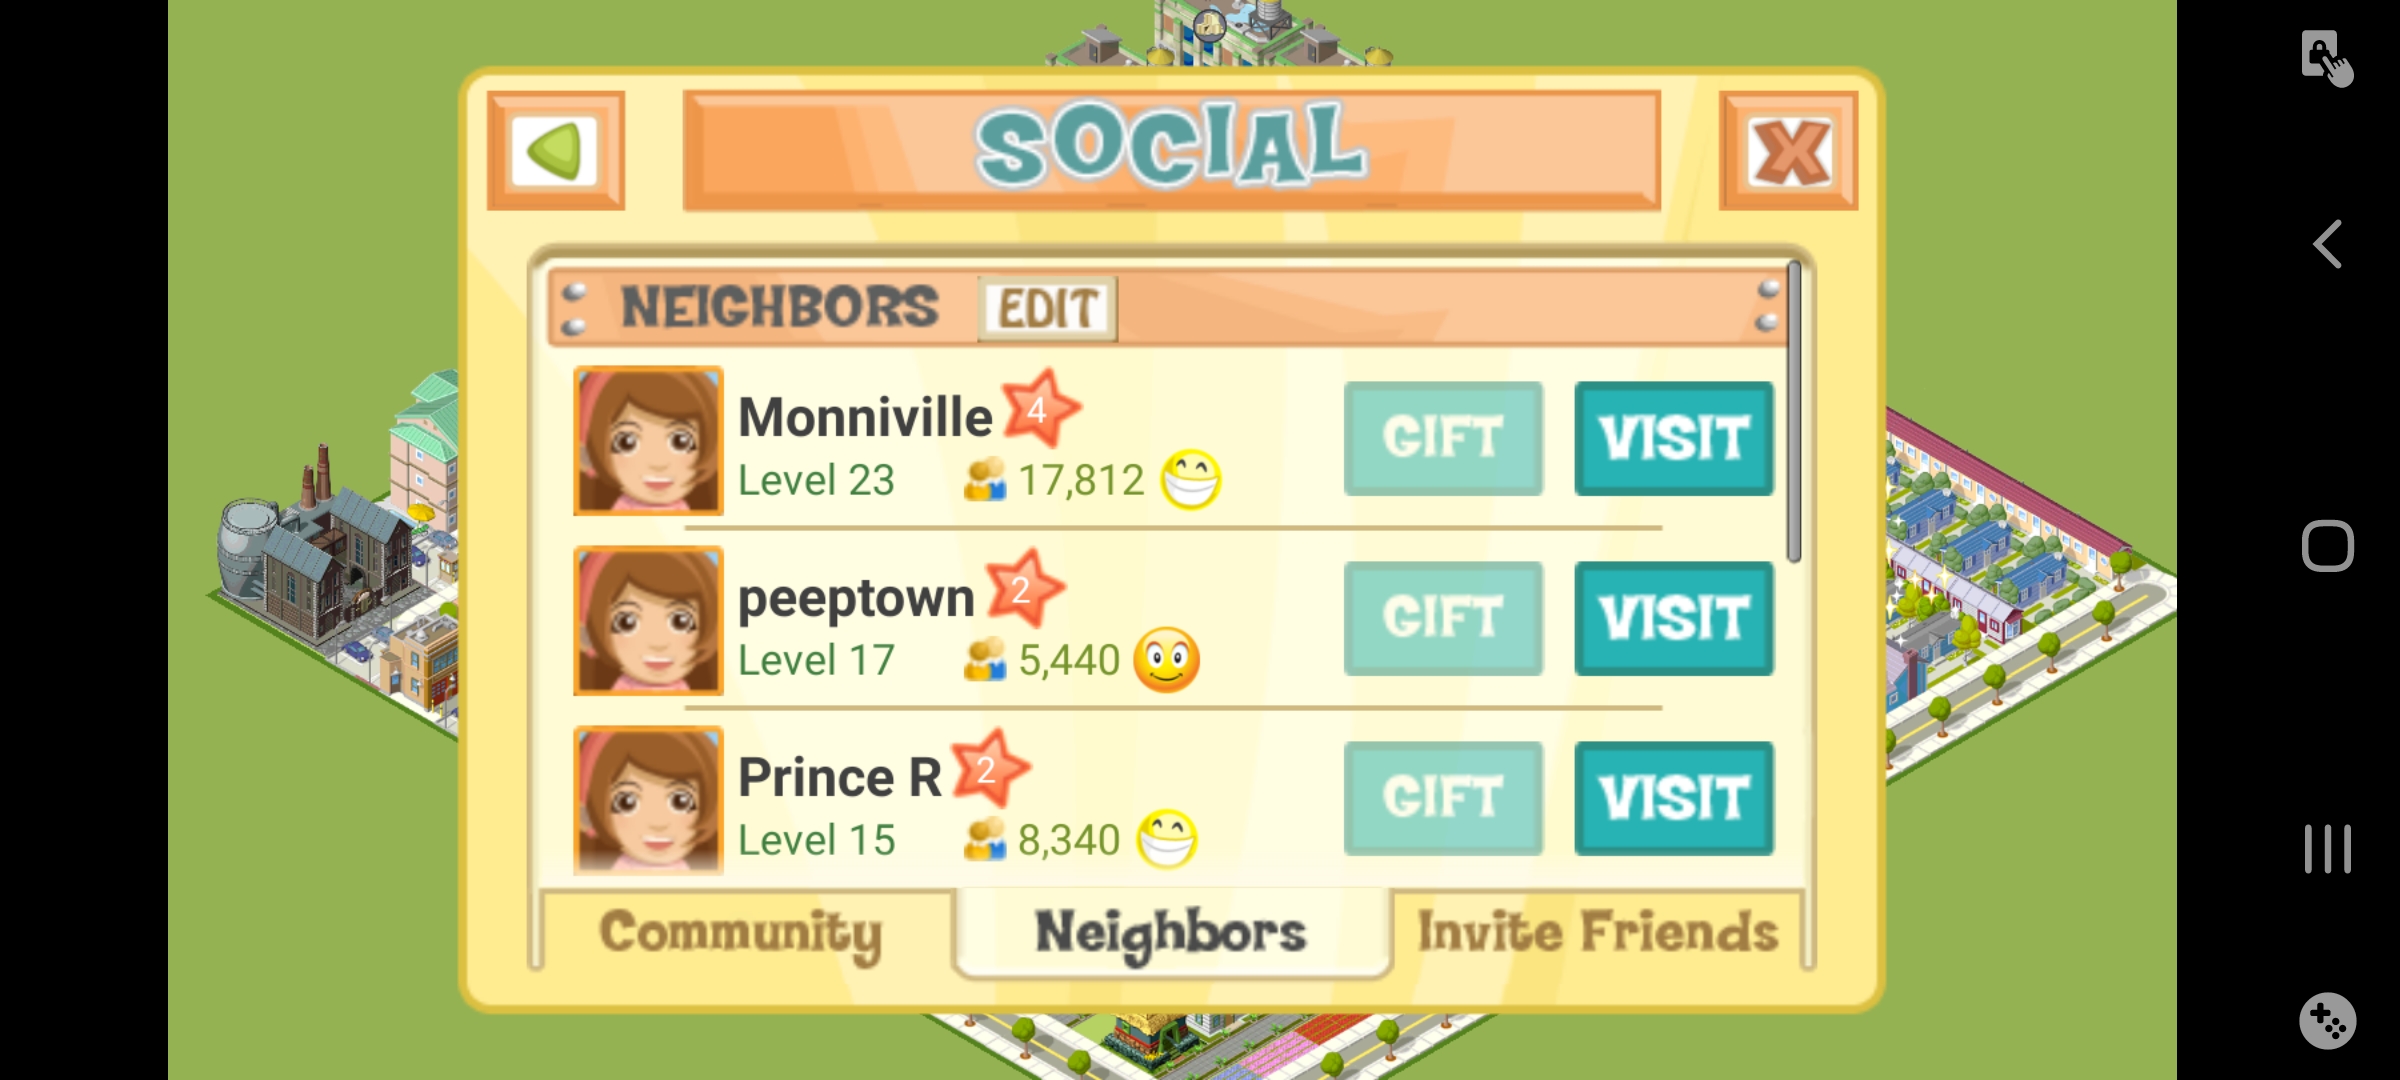 SOCIAL
NEIGHBORS EDIT
Monniville 4
Level 23 17,812
GIFT VISIT
peeptown 2
Level 17 5,440
GIFT VISIT
Prince R 2
Level 15 8,340
GIFT VISIT
Community Neighbors Invite Friends